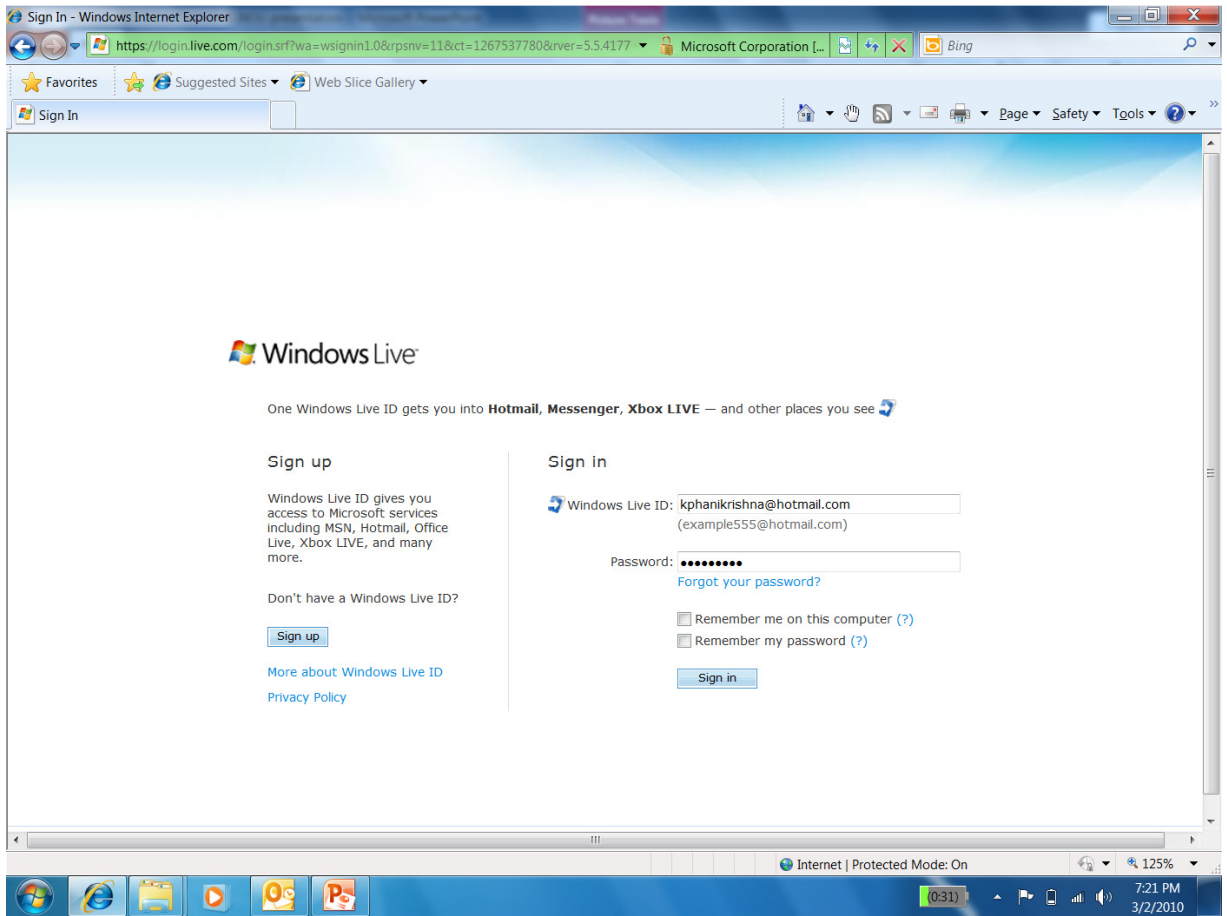 Sign In - Windows Internet Explorer
https://login.live.com/login.srf?wa=wsignin1.0&rpsnv=11&ct=1267537780&rver=5.5.4177
Microsoft Corporation [...
Bing
Favorites
Suggested Sites
Web Slice Gallery
Sign In
Page
Safety
Tools
Windows Live
One Windows Live ID gets you into Hotmail, Messenger, Xbox LIVE — and other places you see
Sign up
Windows Live ID gives you
access to Microsoft services
including MSN, Hotmail, Office
Live, Xbox LIVE, and many
more.
Don't have a Windows Live ID?
Sign up
More about Windows Live ID
Privacy Policy
Sign in
Windows Live ID: kphanikrishna@hotmail.com
(example555@hotmail.com)
Password: •••••••••
Forgot your password?
Remember me on this computer (?)
Remember my password (?)
Sign in
Internet | Protected Mode: On
125%
(0:31)
7:21 PM
3/2/2010